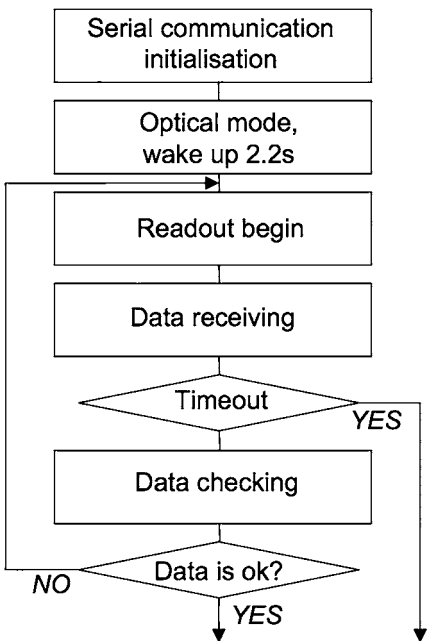 Serial communication
initialisation
Optical mode,
wake up 2.2s
Readout begin
Data receiving
Timeout
YES
Data checking
Data is ok?
NO
YES